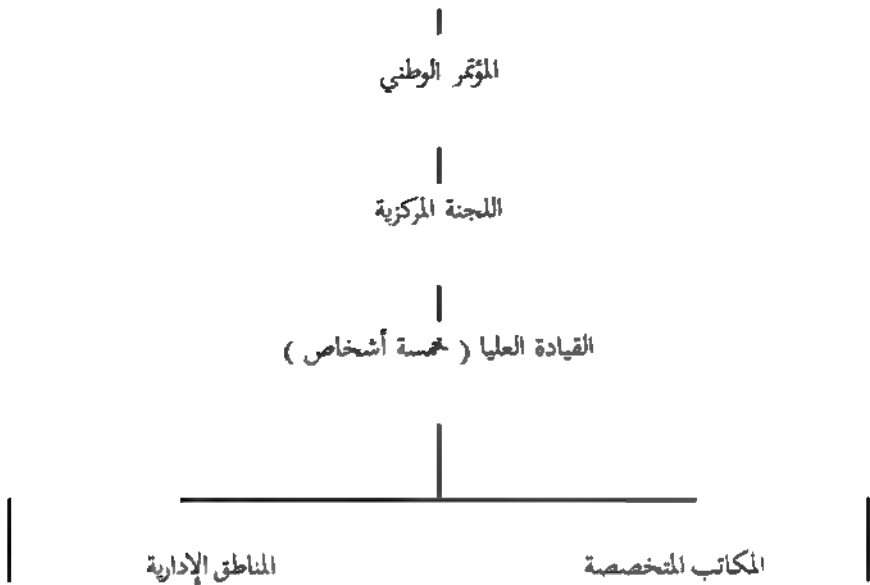 المؤتمر الوطني
اللجنة المركزية
القيادة العليا ( خمسة أشخاص )
المكاتب المتخصصة
المناطق الإدارية